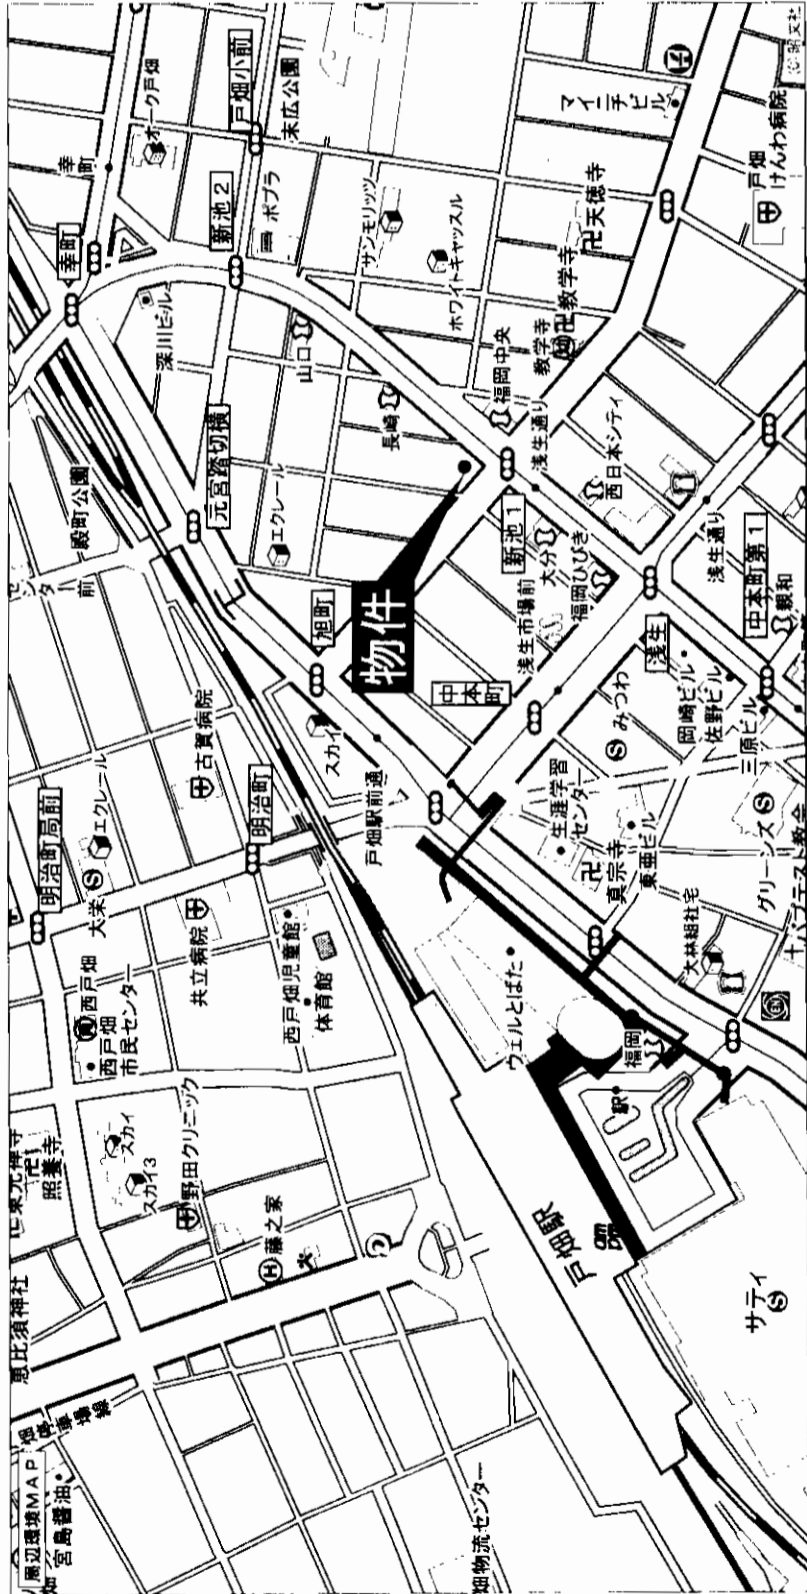 周辺環境MAP
宮島醤油
恵比須神社
照養寺
西戸畑
西戸畑
市民センター
大栄
エクレール
明治町局前
スカイ
スカイ3
野田クリニック
共立病院
古賀病院
明治町
西戸畑児童館
体育館
藤之家
殿町公園
元宮踏切横
エクレール
旭町
スカイ
戸畑駅前通
幸町
幸町
オーク戸畑
深川ビル
新池2
戸畑小前
末広公園
ポプラ
山口
長崎
サンモリッツ
ホワイトキャッスル
マイニチビル
戸畑
けんわ病院
天徳寺
教学寺
教学寺
福岡中央
浅生通り
西日本シティ
物件
新池1
大分
福岡ひびき
浅生市場前
中本町
浅生
浅生通り
中本町第1
親和
みつわ
岡崎ビル
佐野ビル
三原ビル
生涯学習
センター
真宗寺
東亜ビル
グリーンズ
大林組社宅
ウェルとばた
福岡
駅
戸畑駅
サティ
畑物流センター
(C)昭文社